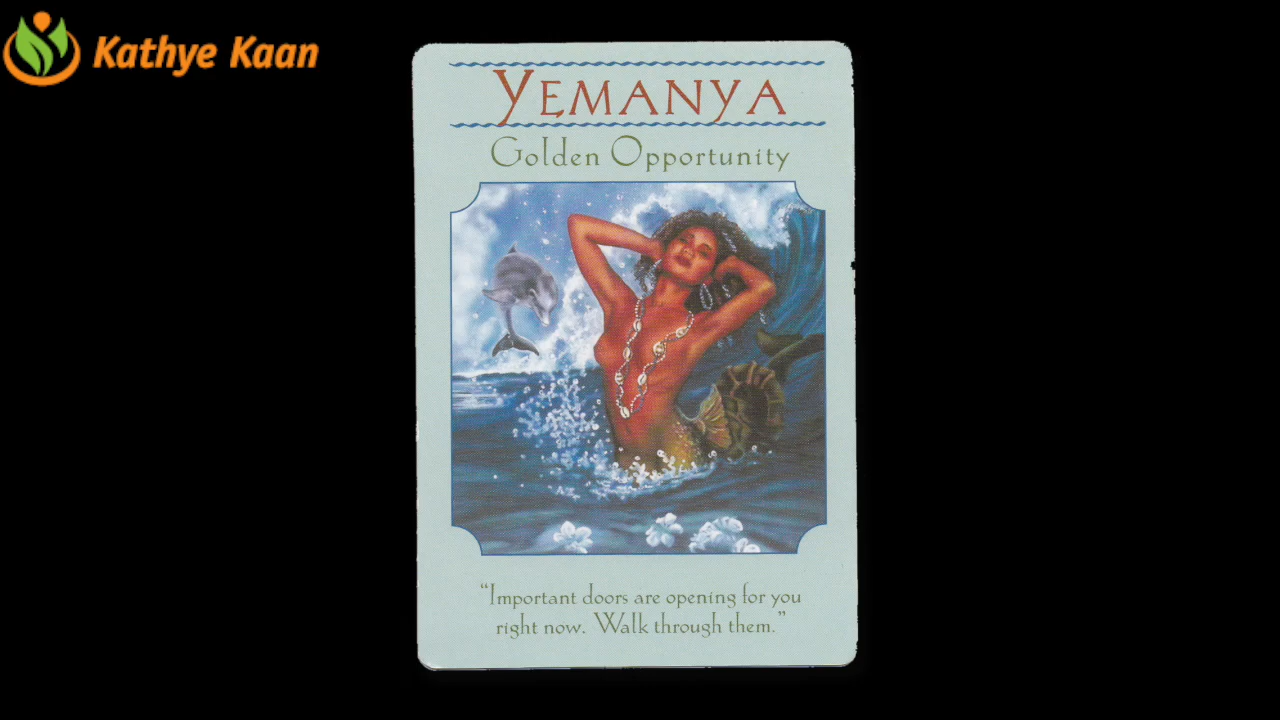 Kathye Kaan
YEMANYA
Golden Opportunity
“Important doors are opening for you
right now. Walk through them.”